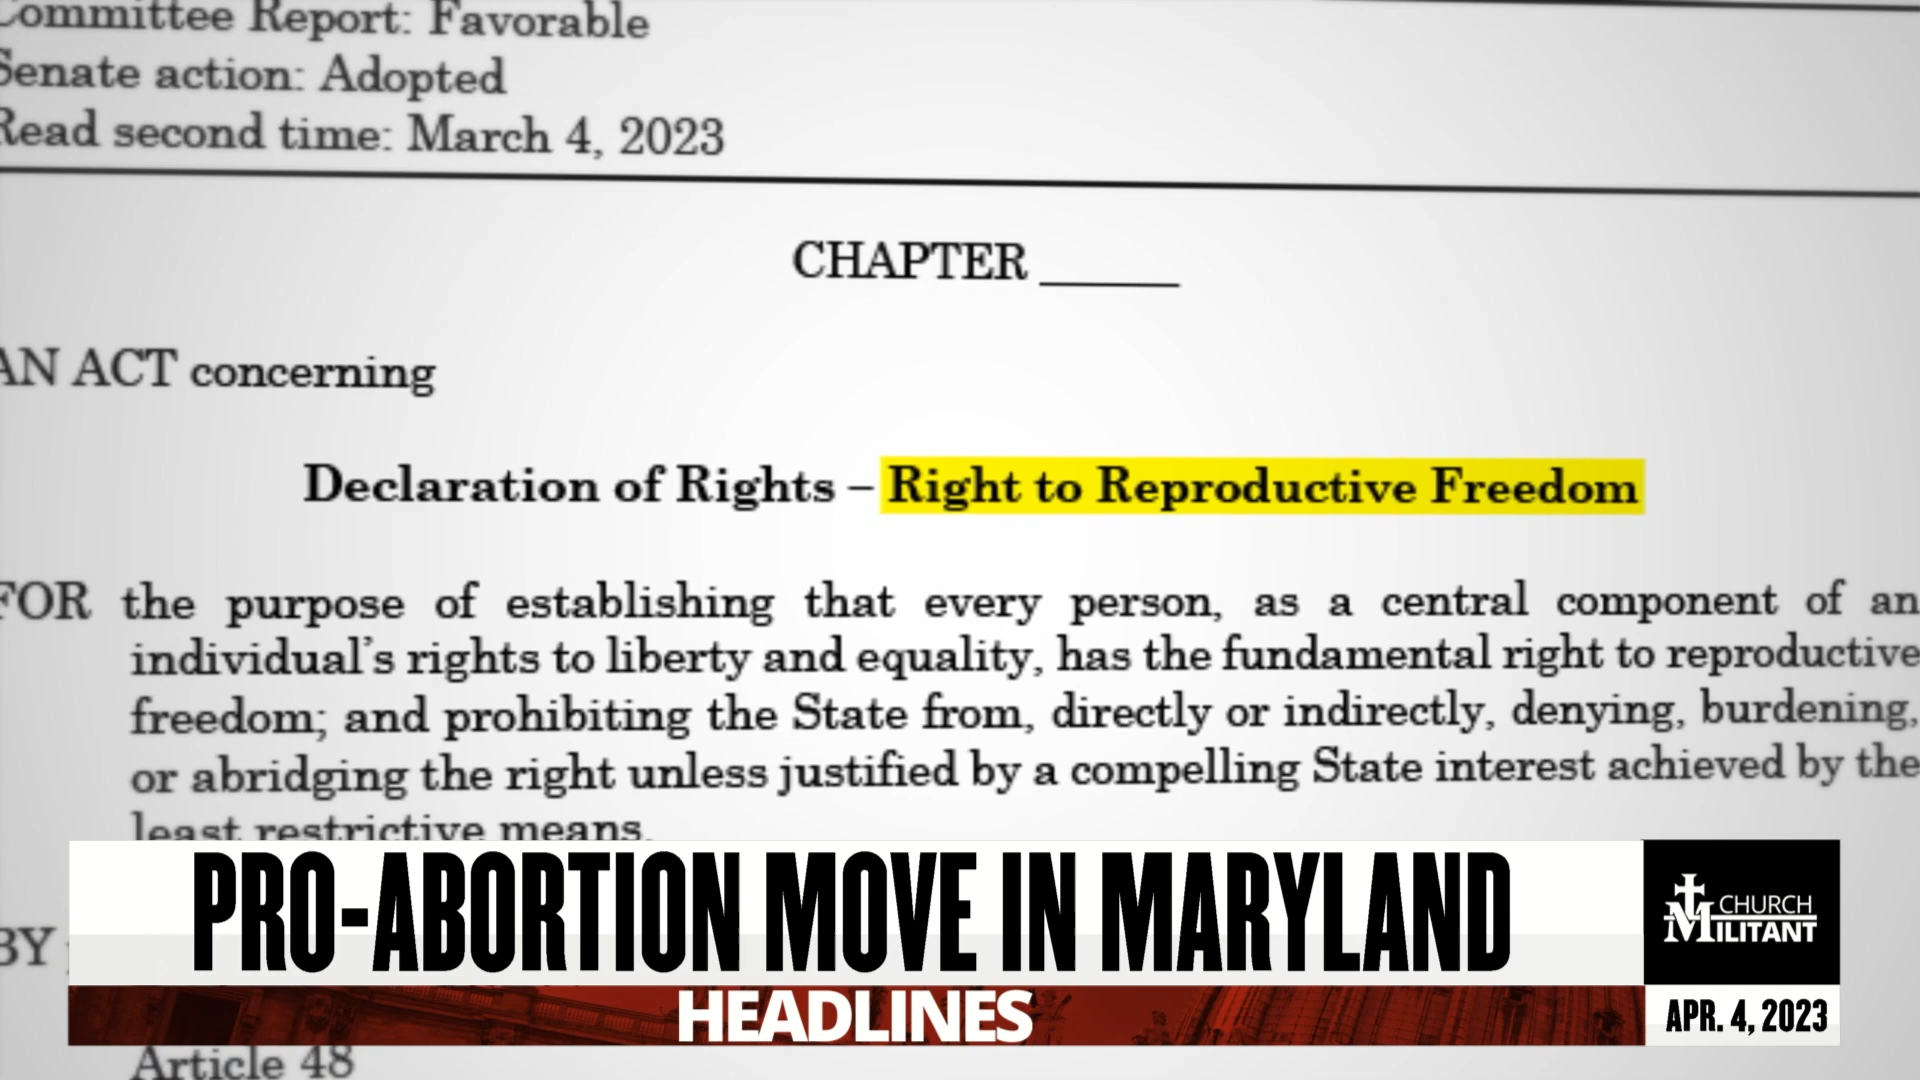 Committee Report: Favorable
Senate action: Adopted
Read second time: March 4, 2023
CHAPTER ______
AN ACT concerning
Declaration of Rights – Right to Reproductive Freedom
FOR the purpose of establishing that every person, as a central component of an
individual's rights to liberty and equality, has the fundamental right to reproductive
freedom; and prohibiting the State from, directly or indirectly, denying, burdening,
or abridging the right unless justified by a compelling State interest achieved by the
least restrictive means.
BY
PRO-ABORTION MOVE IN MARYLAND
CHURCH
MILITANT
HEADLINES
APR. 4, 2023
Article 48